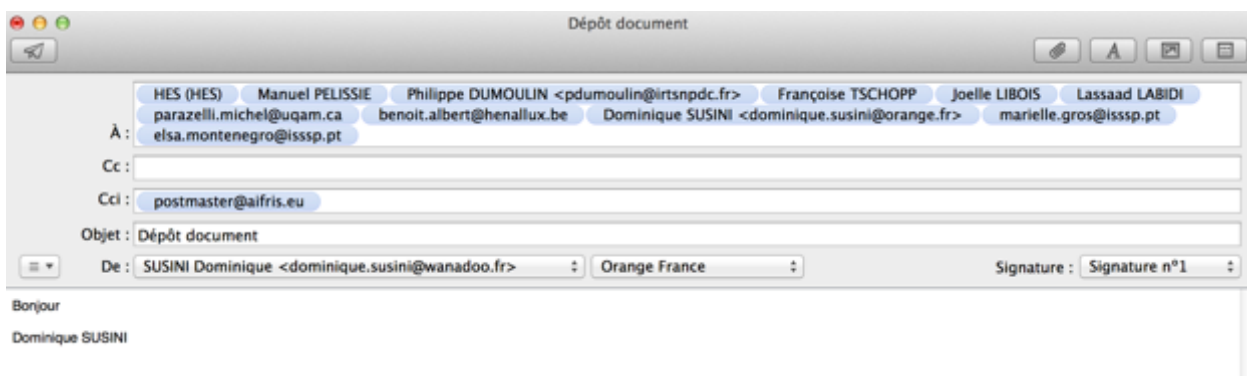 Dépôt document
HES (HES) Manuel PELISSIE Philippe DUMOULIN <pdumoulin@irtsnpdc.fr> Françoise TSCHOPP Joelle LIBOIS Lassaad LABIDI
parazelli.michel@uqam.ca benoit.albert@henallux.be Dominique SUSINI <dominique.susini@orange.fr> marielle.gros@isssp.pt
À : elsa.montenegro@isssp.pt
Cc :
Cci : postmaster@aifris.eu
Objet : Dépôt document
De : SUSINI Dominique <dominique.susini@wanadoo.fr> Orange France Signature : Signature n°1
Bonjour
Dominique SUSINI